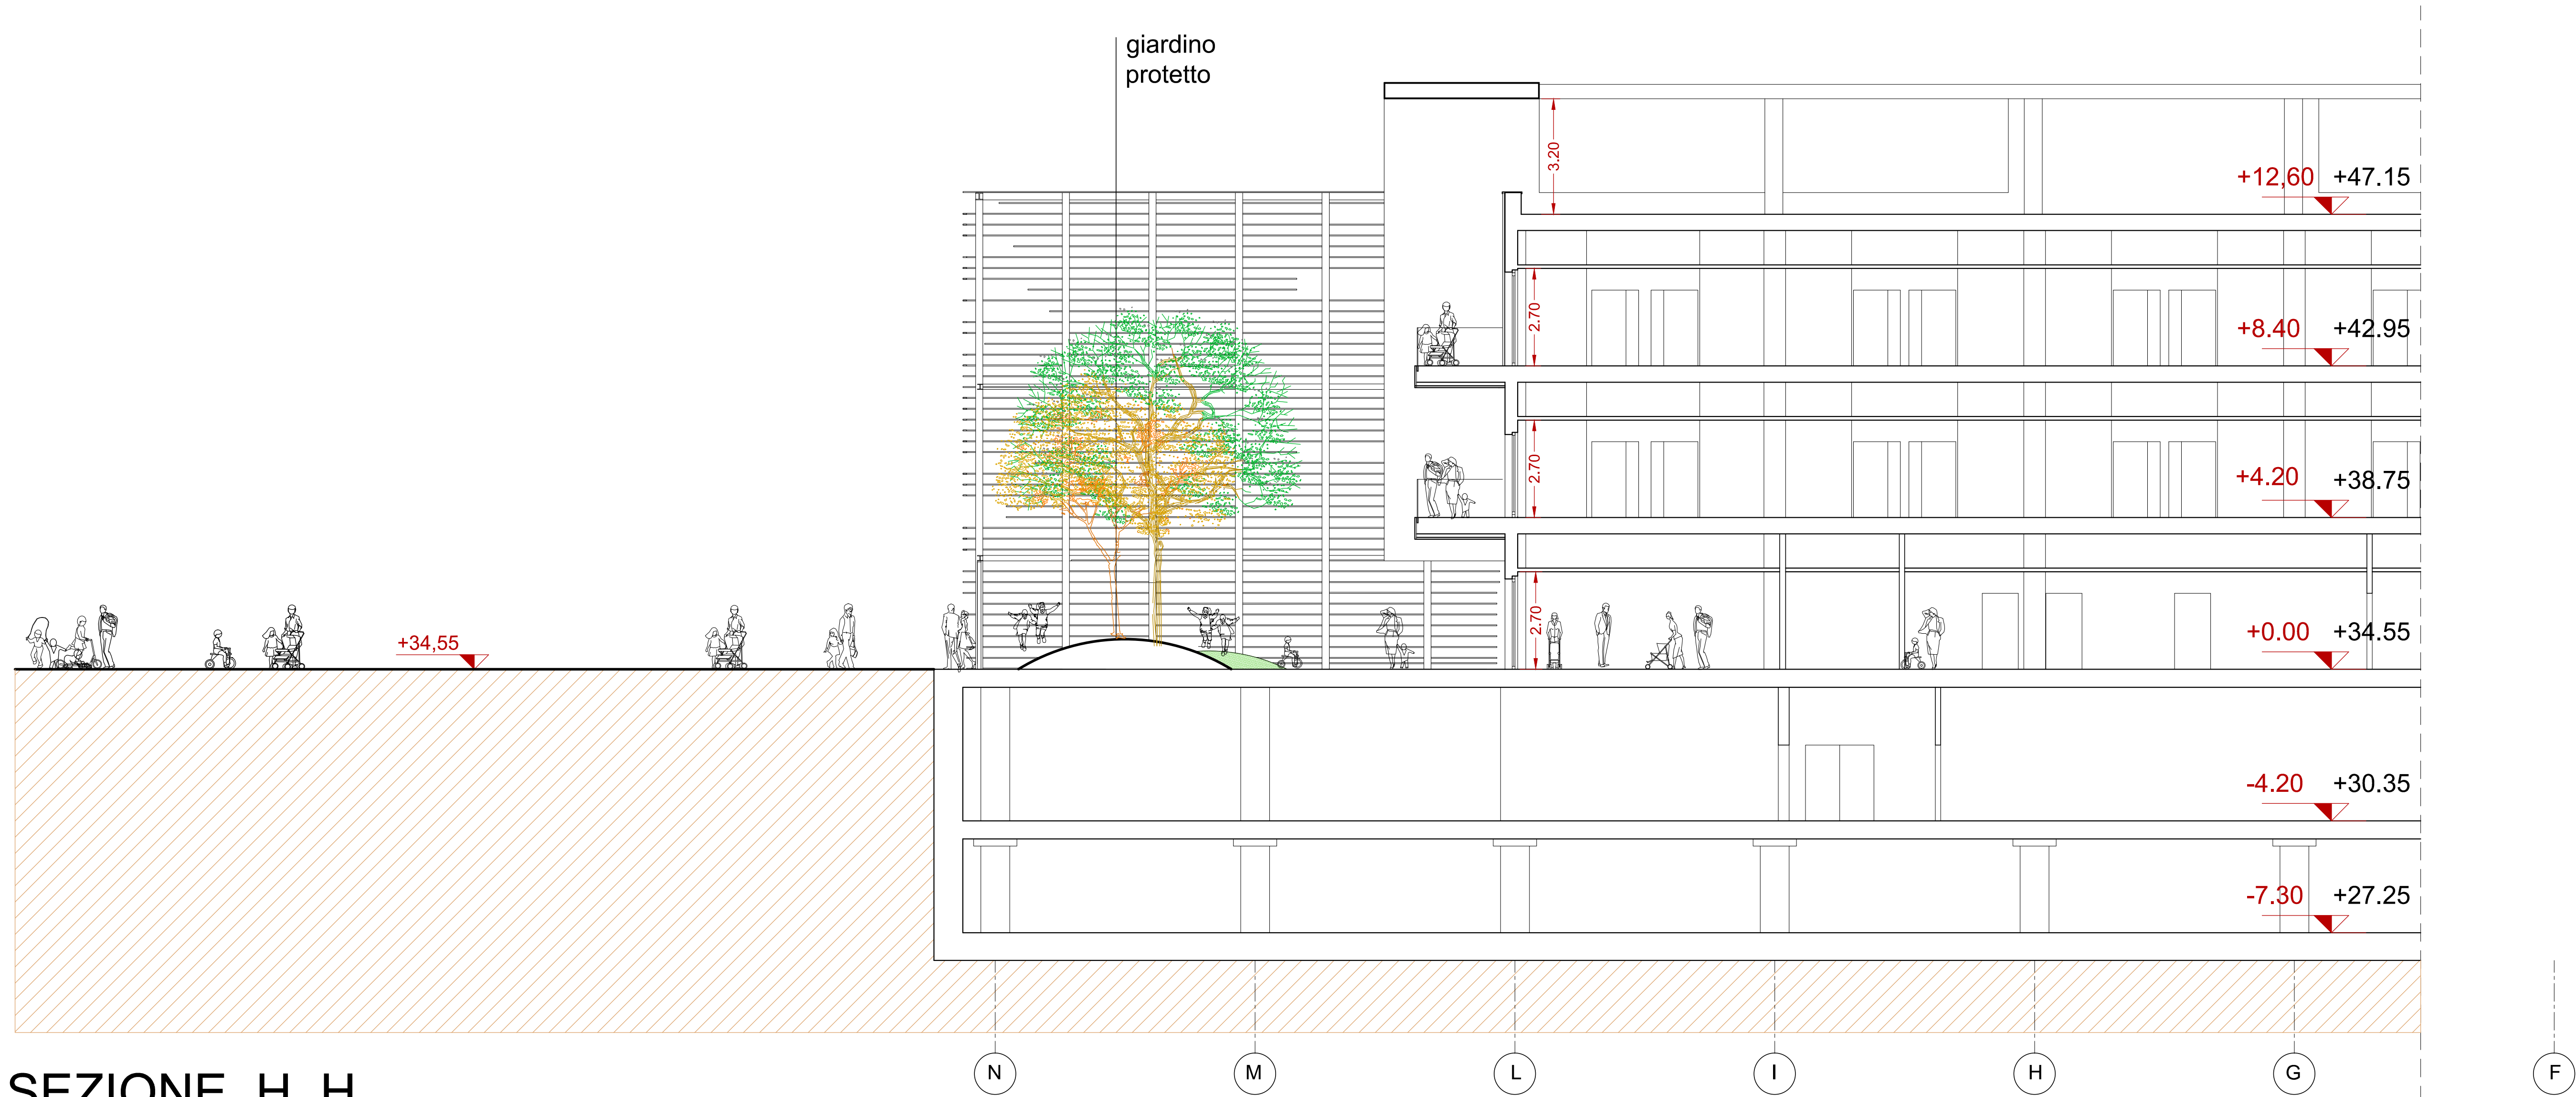 giardino
protetto
3.20
+12,60 +47.15
2.70
+8.40 +42.95
2.70
+4.20 +38.75
2.70
+0.00 +34.55
+34,55
-4.20 +30.35
-7.30 +27.25
N M L I H G F
SEZIONE H H